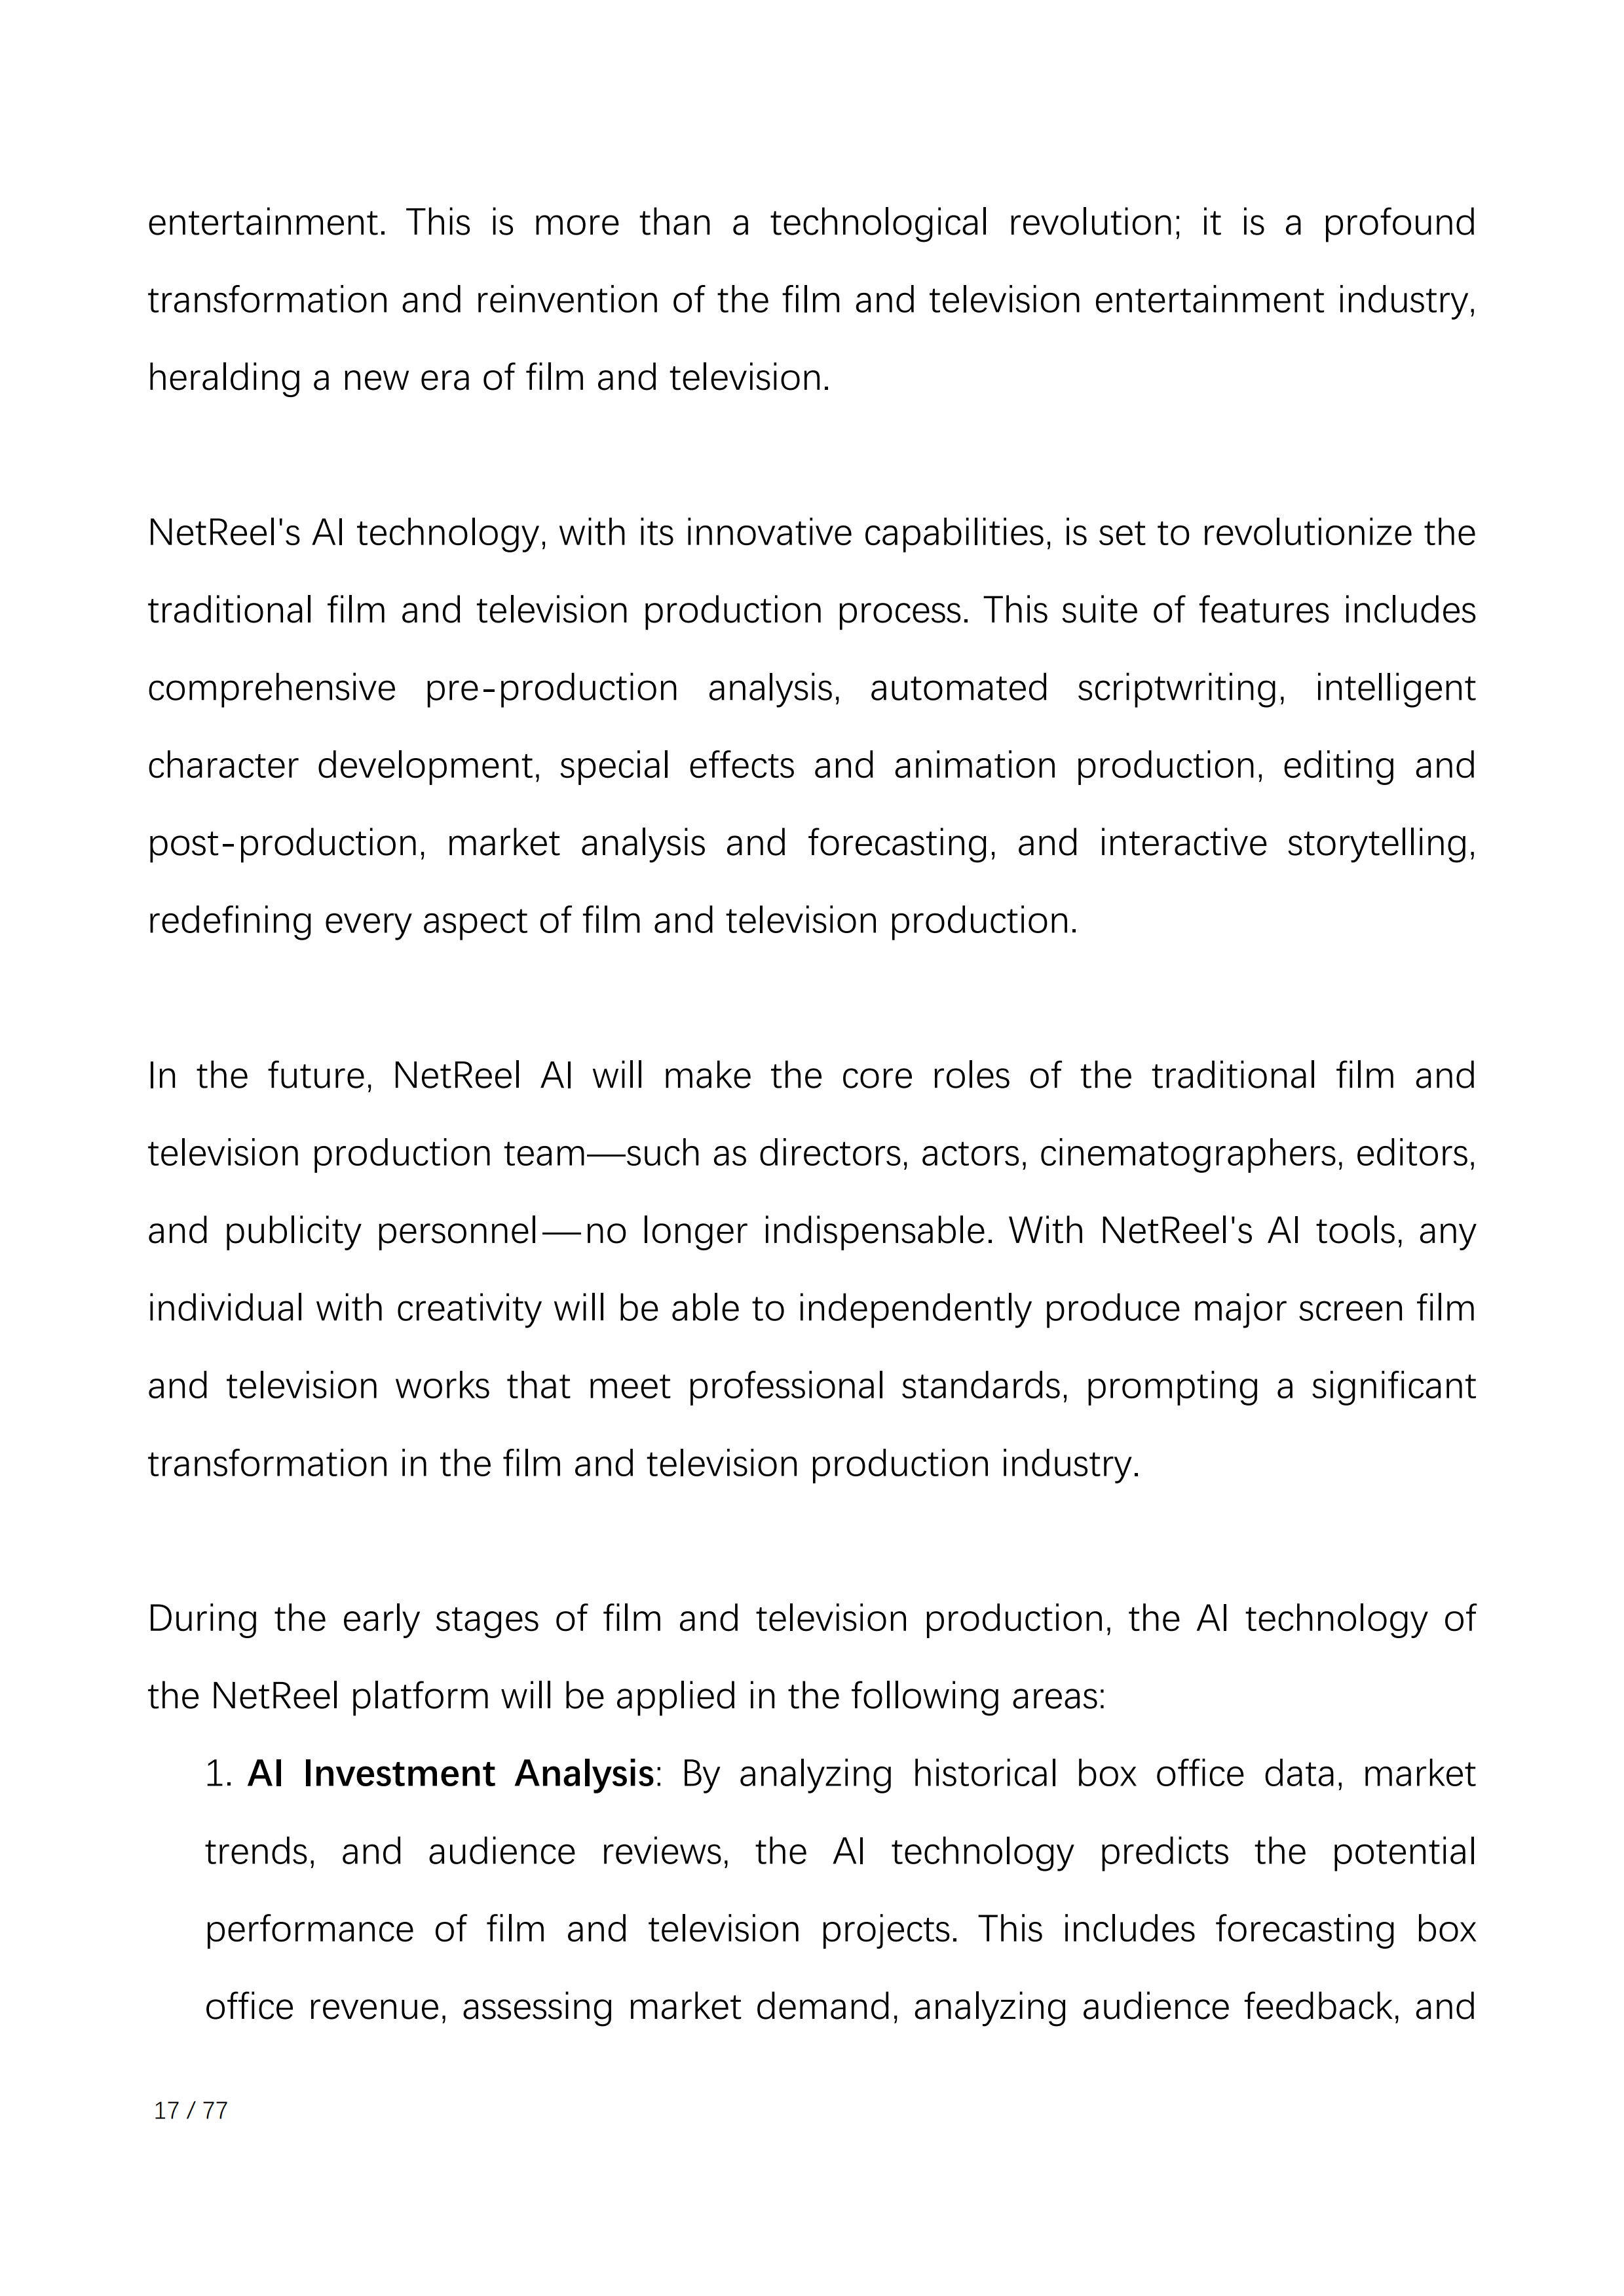 entertainment. This is more than a technological revolution; it is a profound
transformation and reinvention of the film and television entertainment industry,
heralding a new era of film and television.
NetReel's AI technology, with its innovative capabilities, is set to revolutionize the
traditional film and television production process. This suite of features includes
comprehensive pre-production analysis, automated scriptwriting, intelligent
character development, special effects and animation production, editing and
post-production, market analysis and forecasting, and interactive storytelling,
redefining every aspect of film and television production.
In the future, NetReel AI will make the core roles of the traditional film and
television production team—such as directors, actors, cinematographers, editors,
and publicity personnel—no longer indispensable. With NetReel's AI tools, any
individual with creativity will be able to independently produce major screen film
and television works that meet professional standards, prompting a significant
transformation in the film and television production industry.
During the early stages of film and television production, the AI technology of
the NetReel platform will be applied in the following areas:
1. AI Investment Analysis: By analyzing historical box office data, market
trends, and audience reviews, the AI technology predicts the potential
performance of film and television projects. This includes forecasting box
office revenue, assessing market demand, analyzing audience feedback, and
17 / 77